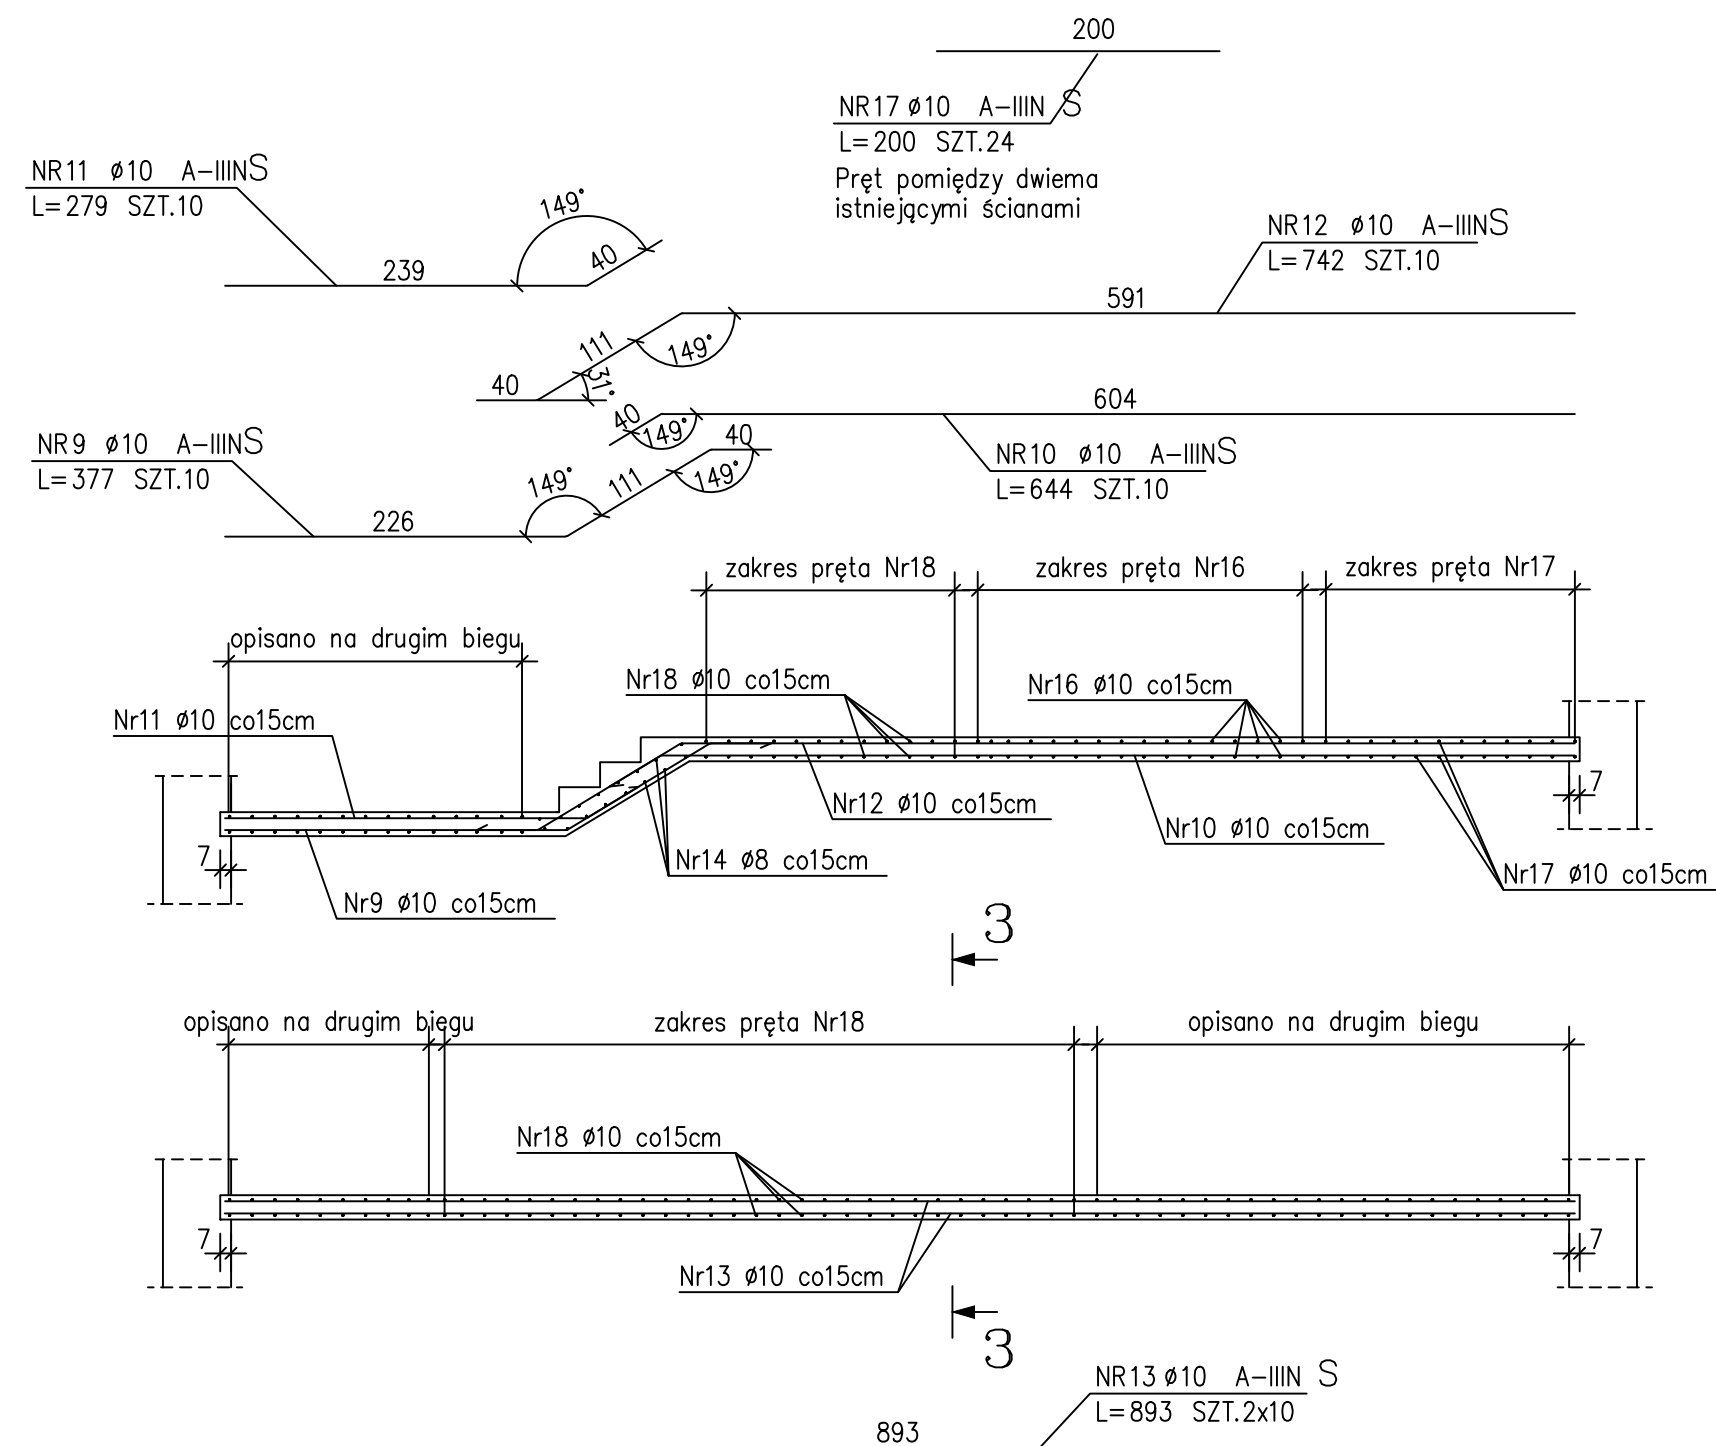 200
NR17 ø10 A-IIIN S
L=200 SZT.24
Pręt pomiędzy dwiema
istniejącymi ścianami
NR11 ø10 A-IIINS
L=279 SZT.10
149°
40
239
NR12 ø10 A-IIINS
L=742 SZT.10
591
111
149°
31°
40
604
40
149°
NR10 ø10 A-IIINS
L=644 SZT.10
NR9 ø10 A-IIINS
L=377 SZT.10
40
149°
111
149°
226
zakres pręta Nr18
zakres pręta Nr16
zakres pręta Nr17
opisano na drugim biegu
Nr18 ø10 co15cm
Nr16 ø10 co15cm
Nr11 ø10 co15cm
7
Nr12 ø10 co15cm
Nr10 ø10 co15cm
7
Nr14 ø8 co15cm
Nr17 ø10 co15cm
Nr9 ø10 co15cm
3
opisano na drugim biegu
zakres pręta Nr18
opisano na drugim biegu
Nr18 ø10 co15cm
7
7
Nr13 ø10 co15cm
3
NR13 ø10 A-IIIN S
L=893 SZT.2x10
893